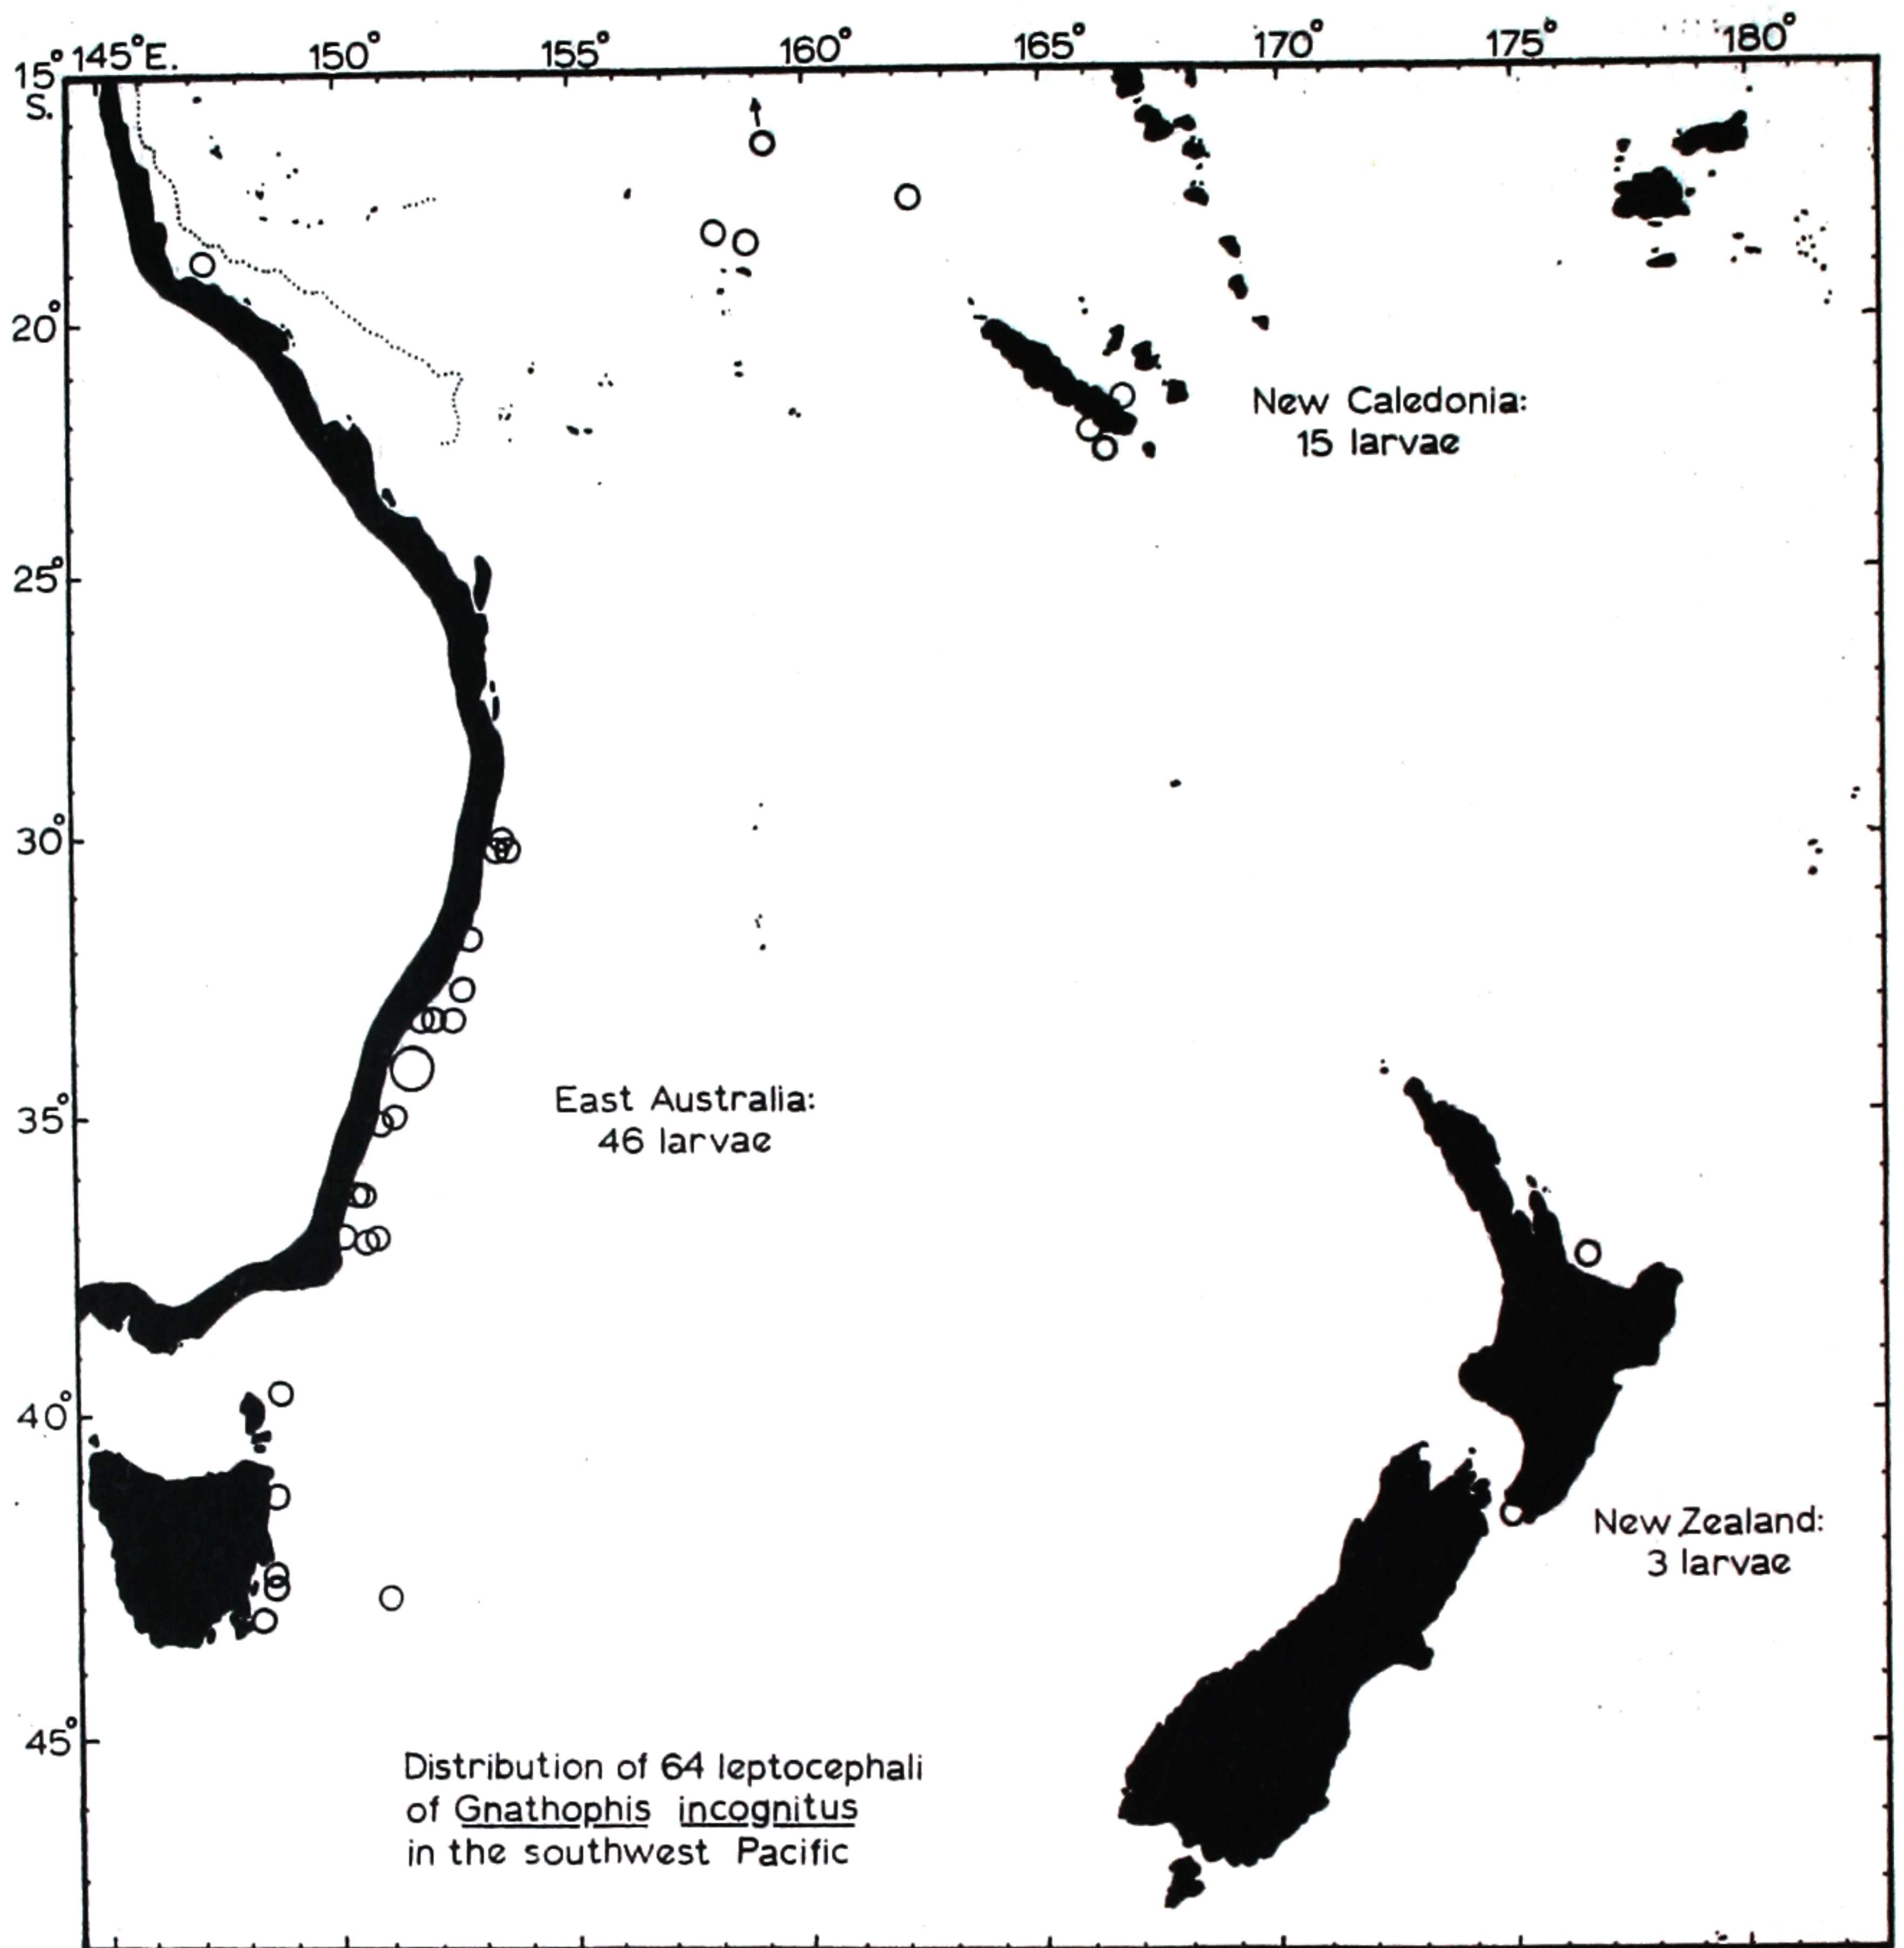 145°E. 150° 155° 160° 165° 170° 175° 180°
15°
S.
20°
25°
30°
35°
40°
45°
New Caledonia:
15 larvae
East Australia:
46 larvae
New Zealand:
3 larvae
Distribution of 64 leptocephali
of Gnathophis incognitus
in the southwest Pacific